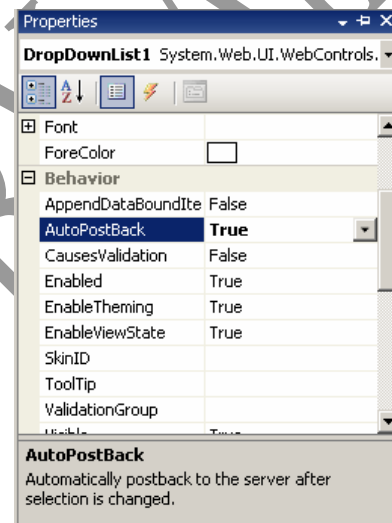 Properties
DropDownList1 System.Web.UI.WebControls.
Font
ForeColor
Behavior
AppendDataBoundIte False
AutoPostBack True
CausesValidation False
Enabled True
EnableTheming True
EnableViewState True
SkinID
ToolTip
ValidationGroup
AutoPostBack
Automatically postback to the server after
selection is changed.